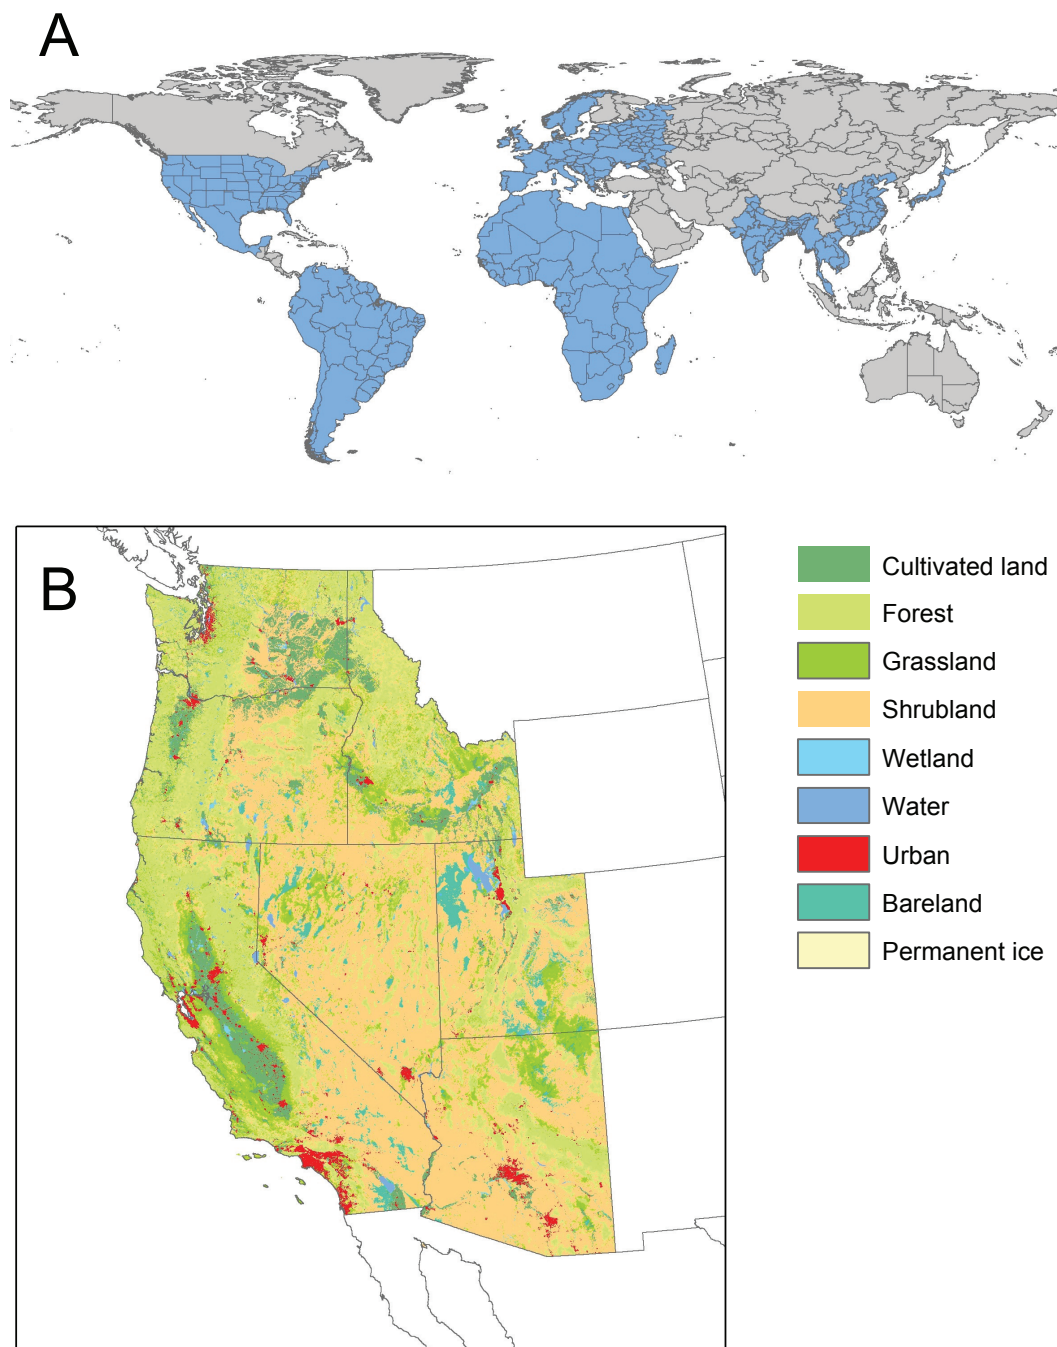 A
B
Cultivated land
Forest
Grassland
Shrubland
Wetland
Water
Urban
Bareland
Permanent ice